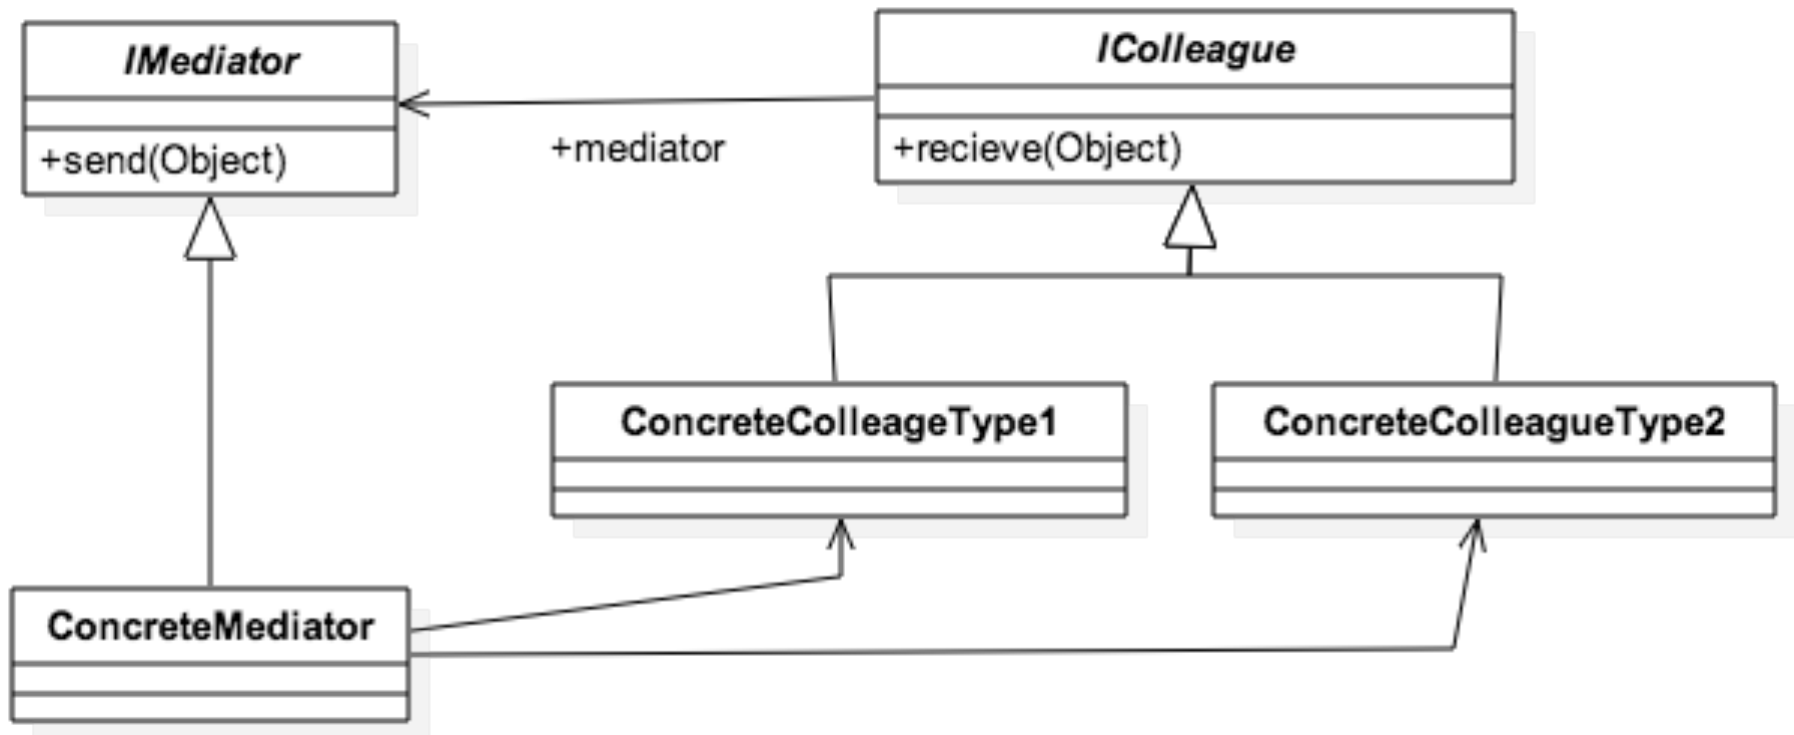 IMediator
+send(Object)
IColleague
+recieve(Object)
+mediator
ConcreteColleageType1
ConcreteColleagueType2
ConcreteMediator